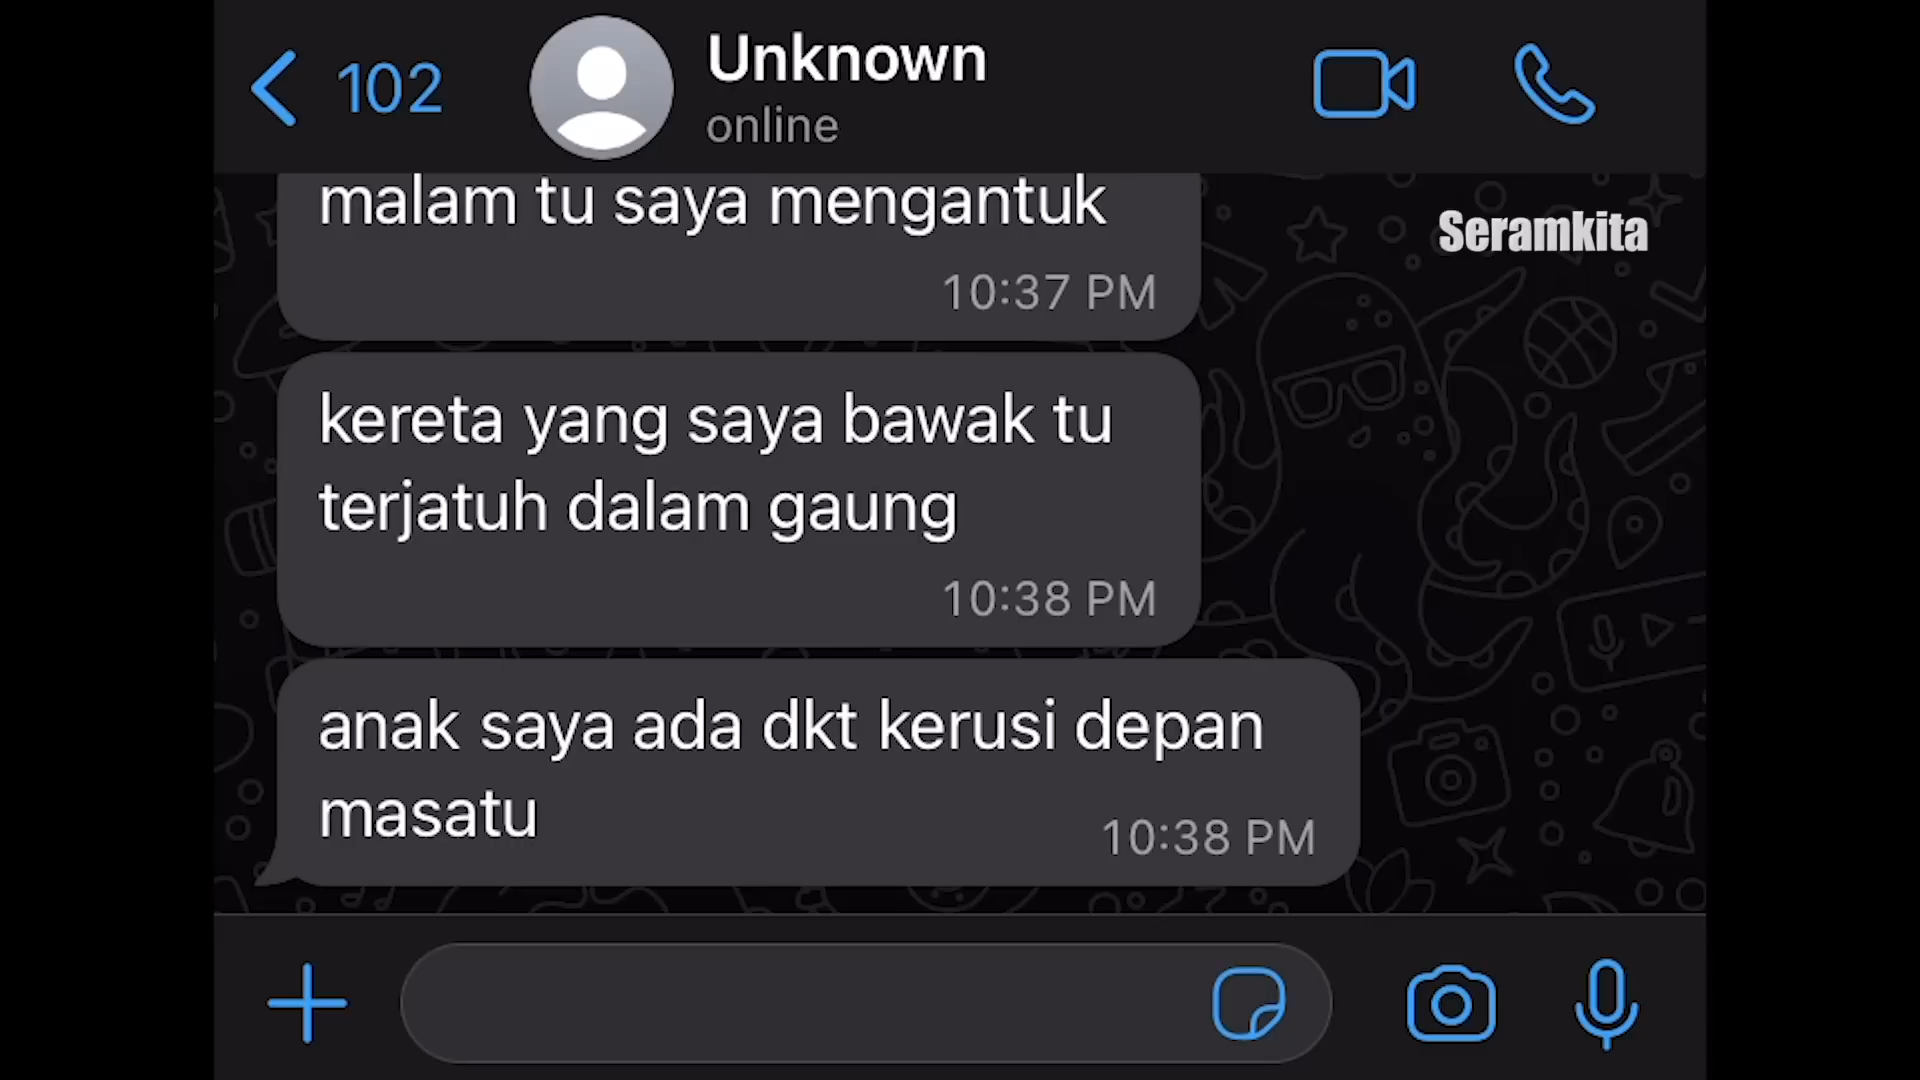 102
Unknown
online
malam tu saya mengantuk
10:37 PM
Seramkita
kereta yang saya bawak tu
terjatuh dalam gaung
10:38 PM
anak saya ada dkt kerusi depan
masatu
10:38 PM